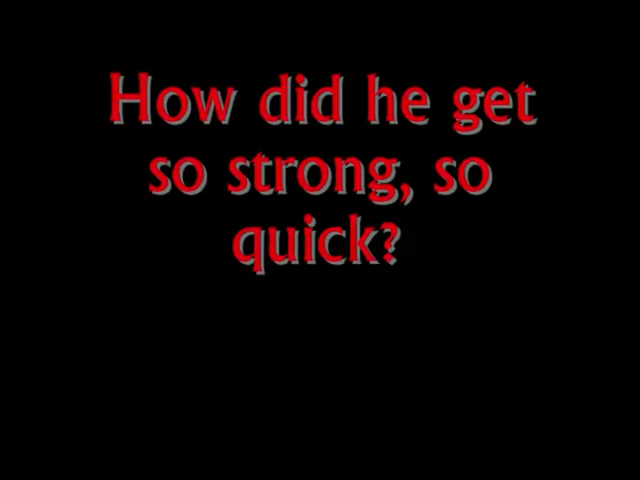 How did he get
so strong, so
quick?